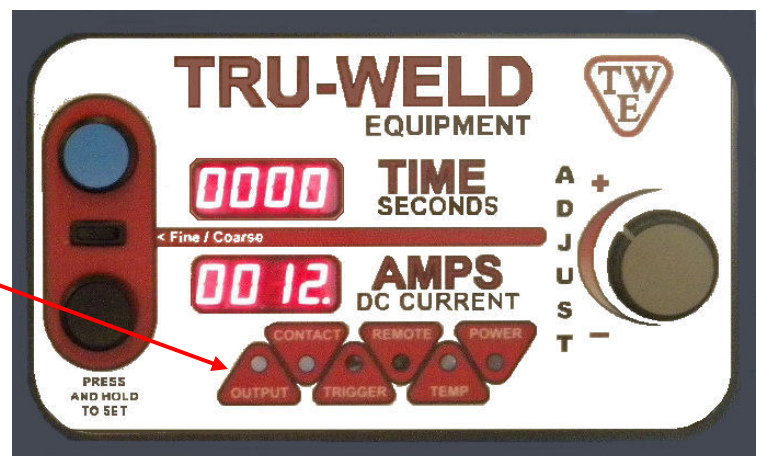 TRU-WELD
EQUIPMENT
TWE
0000
TIME
SECONDS
< Fine / Coarse
0012.
AMPS
DC CURRENT
CONTACT REMOTE POWER
OUTPUT TRIGGER TEMP
PRESS
AND HOLD
TO SET
+
ADJUST
−